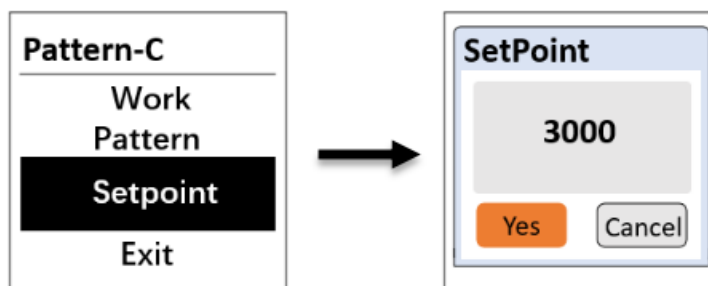 Pattern-C
Work
Pattern
Setpoint
Exit
SetPoint
3000
Yes
Cancel